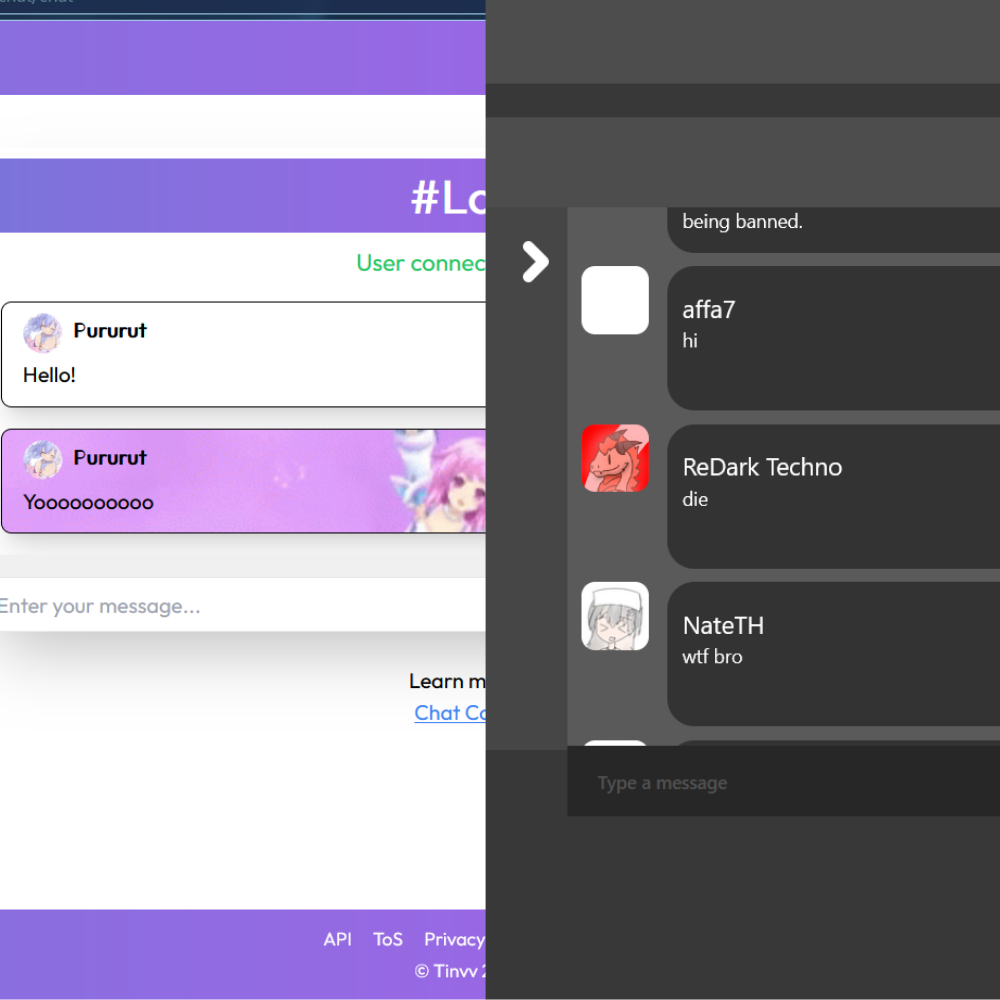 #Lo
User connec
Pururut
Hello!
Pururut
Yoooooooooo
Enter your message...
Learn m
Chat Co
API ToS Privacy
© Tinvv 2
being banned.
affa7
hi
ReDark Techno
die
NateTH
wtf bro
Type a message